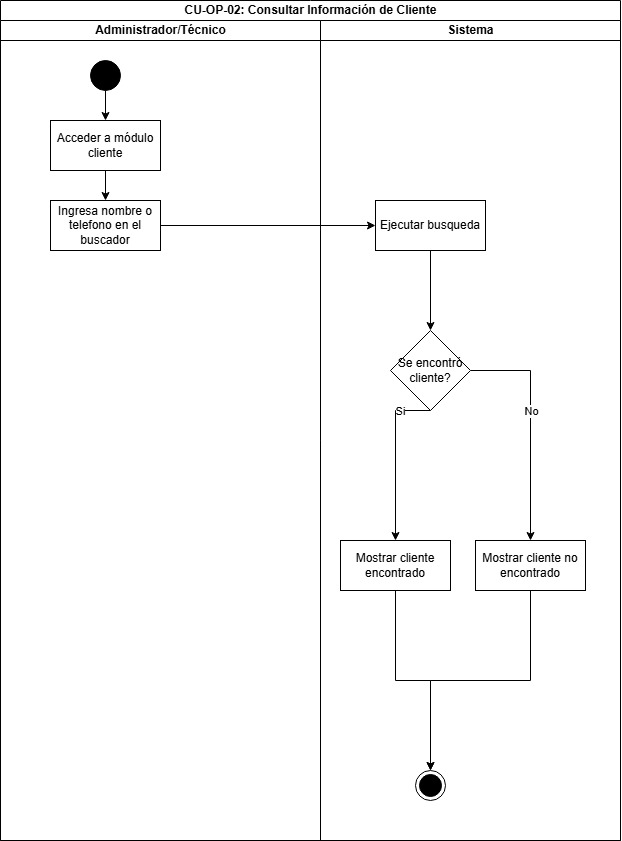 CU-OP-02: Consultar Información de Cliente
Administrador/Técnico
Sistema
Acceder a módulo
cliente
Ingresa nombre o
telefono en el
buscador
Ejecutar busqueda
Se encontró
cliente?
Si
No
Mostrar cliente
encontrado
Mostrar cliente no
encontrado